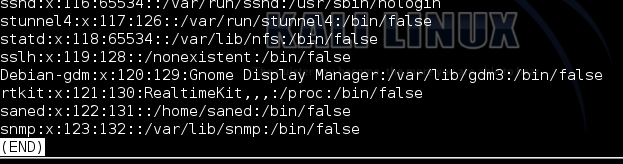 sshd:x:116:65534::/var/run/sshd:/usr/sbin/nologin
stunnel4:x:117:126::/var/run/stunnel4:/bin/false
statd:x:118:65534::/var/lib/nfs:/bin/false
sslh:x:119:128::/nonexistent:/bin/false
Debian-gdm:x:120:129:Gnome Display Manager:/var/lib/gdm3:/bin/false
rtkit:x:121:130:RealtimeKit,,,:/proc:/bin/false
saned:x:122:131::/home/saned:/bin/false
snmp:x:123:132::/var/lib/snmp:/bin/false
(END)
KALI LINUX